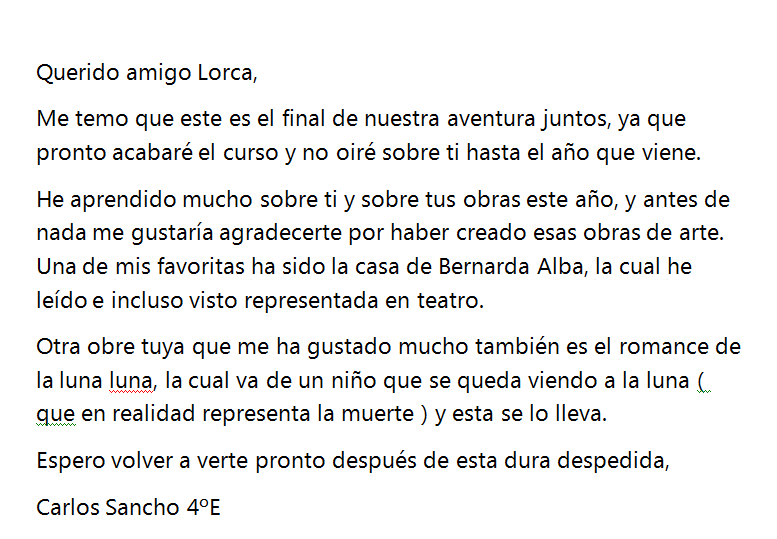 Querido amigo Lorca,
Me temo que este es el final de nuestra aventura juntos, ya que
pronto acabaré el curso y no oiré sobre ti hasta el año que viene.
He aprendido mucho sobre ti y sobre tus obras este año, y antes de
nada me gustaría agradecerte por haber creado esas obras de arte.
Una de mis favoritas ha sido la casa de Bernarda Alba, la cual he
leído e incluso visto representada en teatro.
Otra obre tuya que me ha gustado mucho también es el romance de
la luna luna, la cual va de un niño que se queda viendo a la luna (
que en realidad representa la muerte ) y esta se lo lleva.
Espero volver a verte pronto después de esta dura despedida,
Carlos Sancho 4ºE